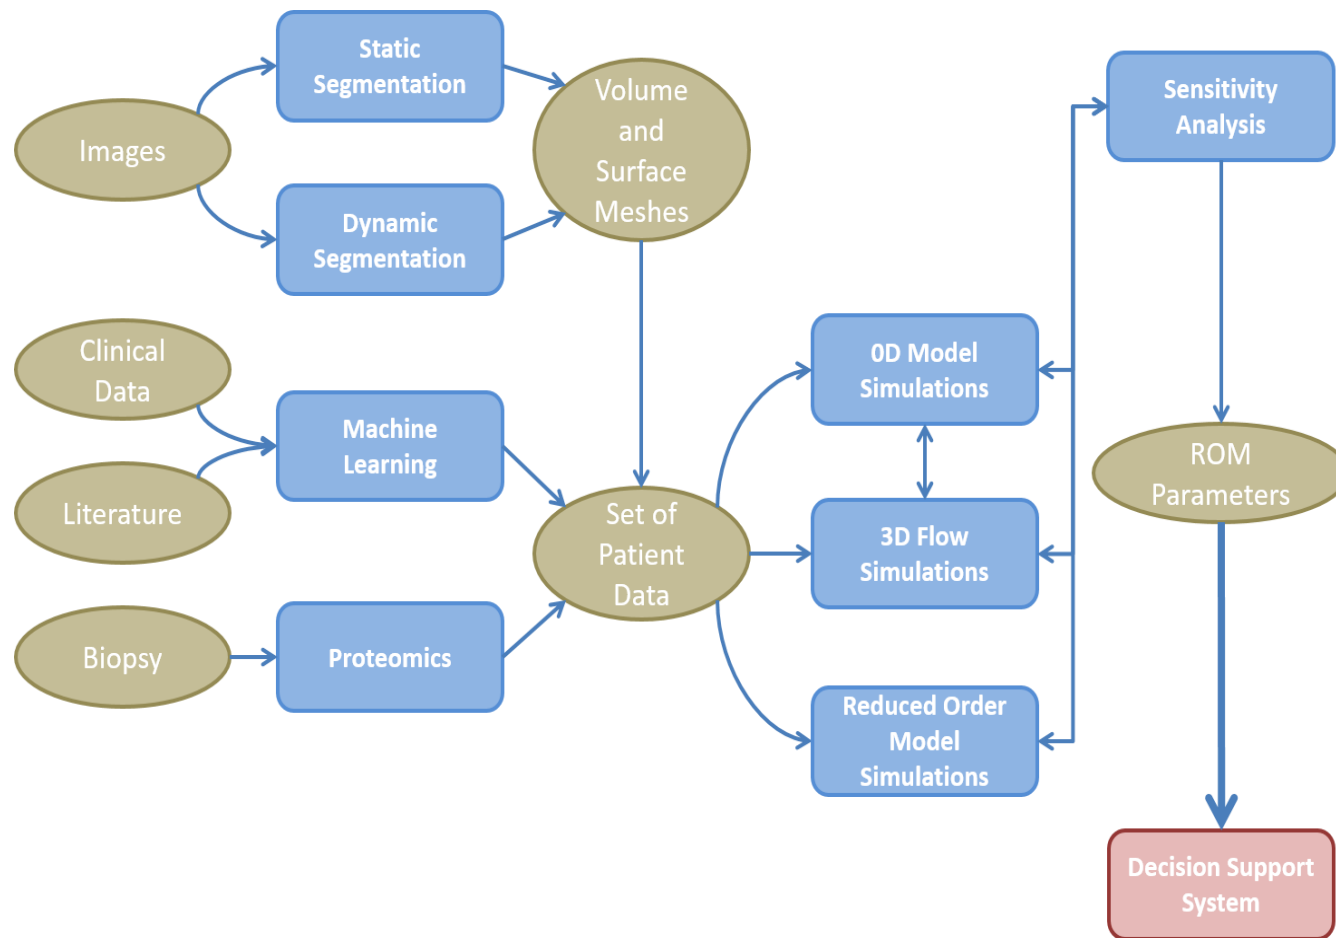 Static
Segmentation
Images
Dynamic
Segmentation
Volume
and
Surface
Meshes
Sensitivity
Analysis
Clinical
Data
Literature
Machine
Learning
Biopsy
Proteomics
Set of
Patient
Data
0D Model
Simulations
3D Flow
Simulations
Reduced Order
Model
Simulations
ROM
Parameters
Decision Support
System